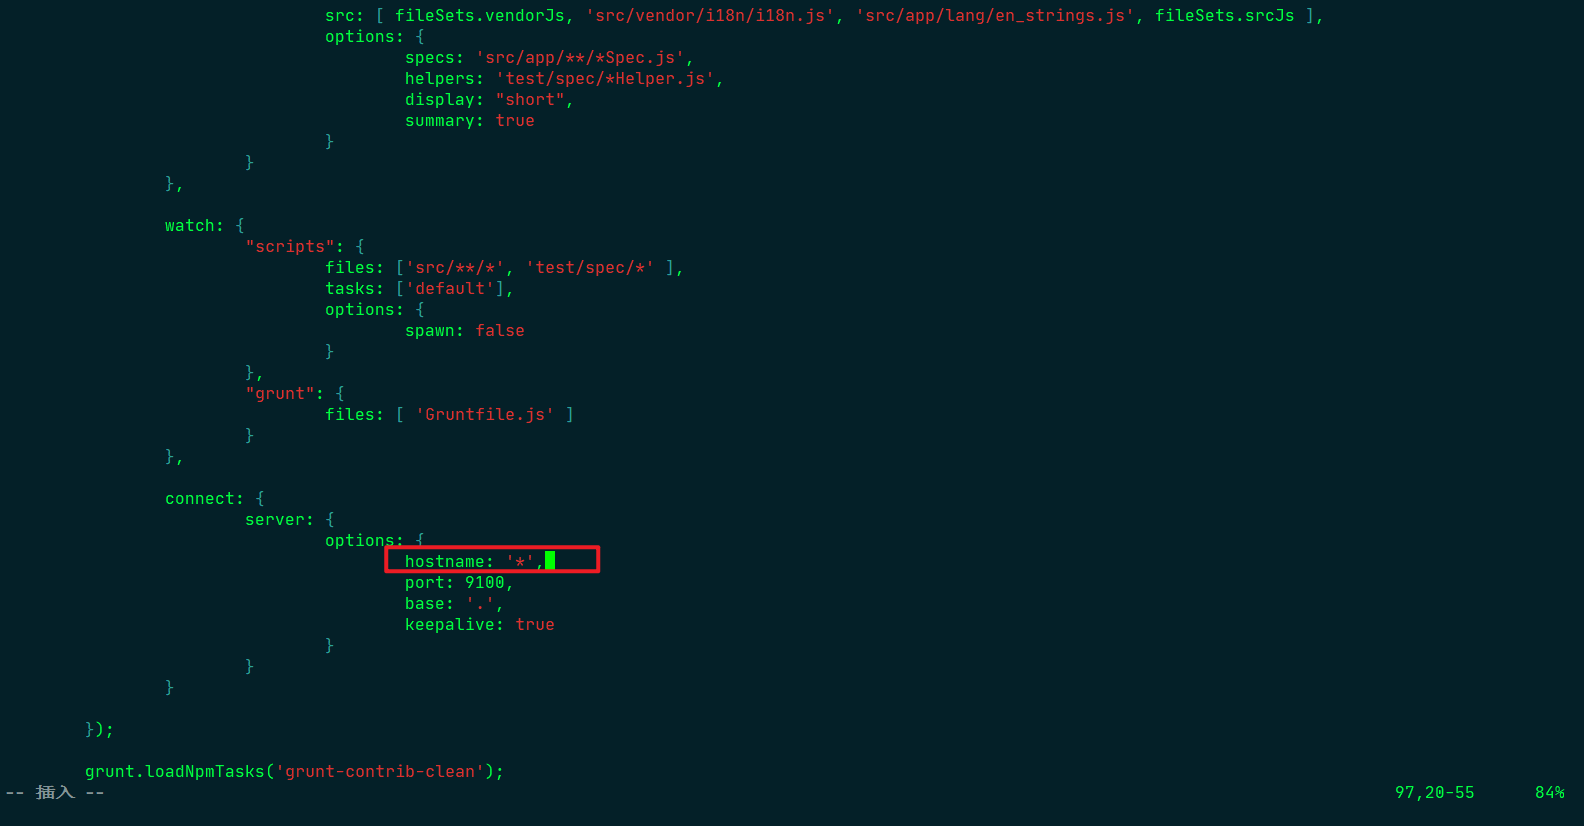 src: [ fileSets.vendorJs, 'src/vendor/i18n/i18n.js', 'src/app/lang/en_strings.js', fileSets.srcJs ],
options: {
specs: 'src/app/**/*Spec.js',
helpers: 'test/spec/*Helper.js',
display: "short",
summary: true
}
}
},
watch: {
"scripts": {
files: ['src/**/*', 'test/spec/*' ],
tasks: ['default'],
options: {
spawn: false
}
},
"grunt": {
files: [ 'Gruntfile.js' ]
}
},
connect: {
server: {
options: {
hostname: '*',
port: 9100,
base: '.',
keepalive: true
}
}
}
});
grunt.loadNpmTasks('grunt-contrib-clean');
-- 插入 -- 97,20-55 84%